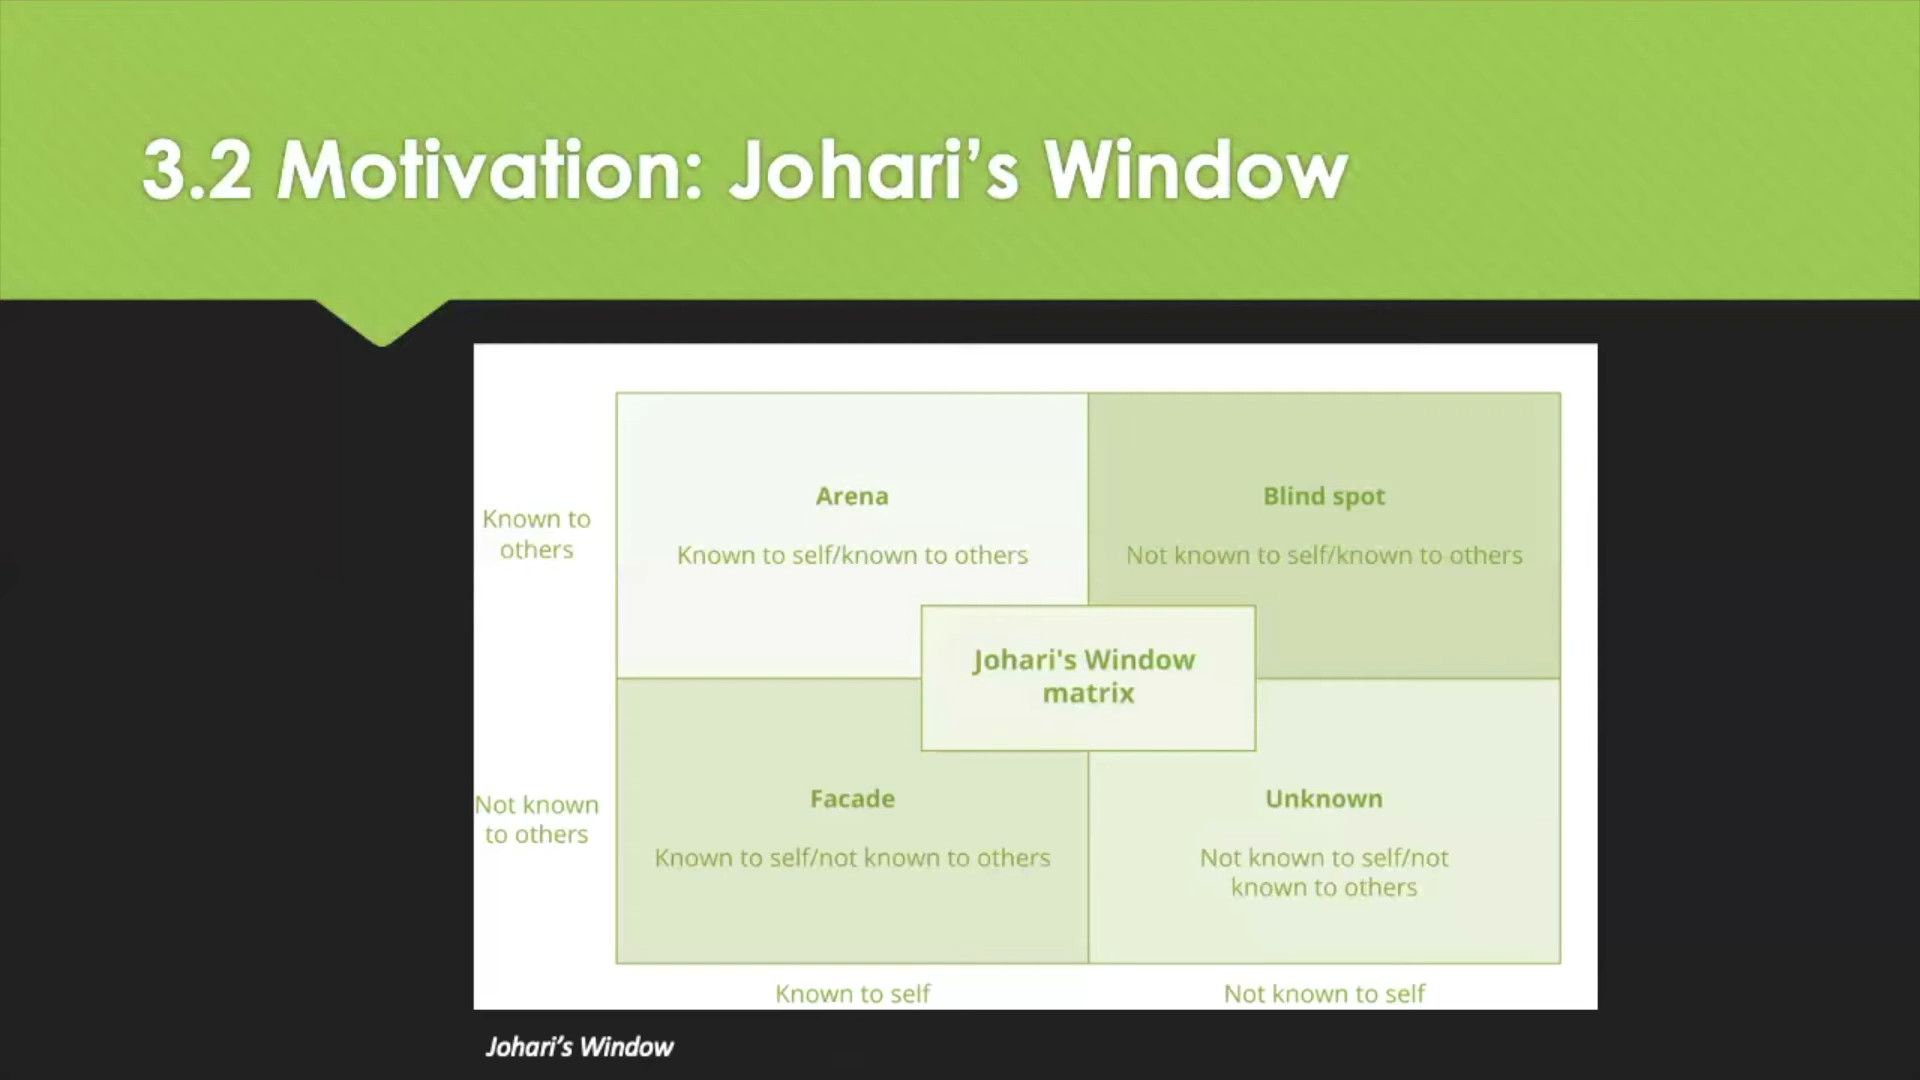 3.2 Motivation: Johari’s Window
Known to
others
Arena
Known to self/known to others
Blind spot
Not known to self/known to others
Johari's Window
matrix
Not known
to others
Facade
Known to self/not known to others
Unknown
Not known to self/not
known to others
Known to self
Not known to self
Johari’s Window